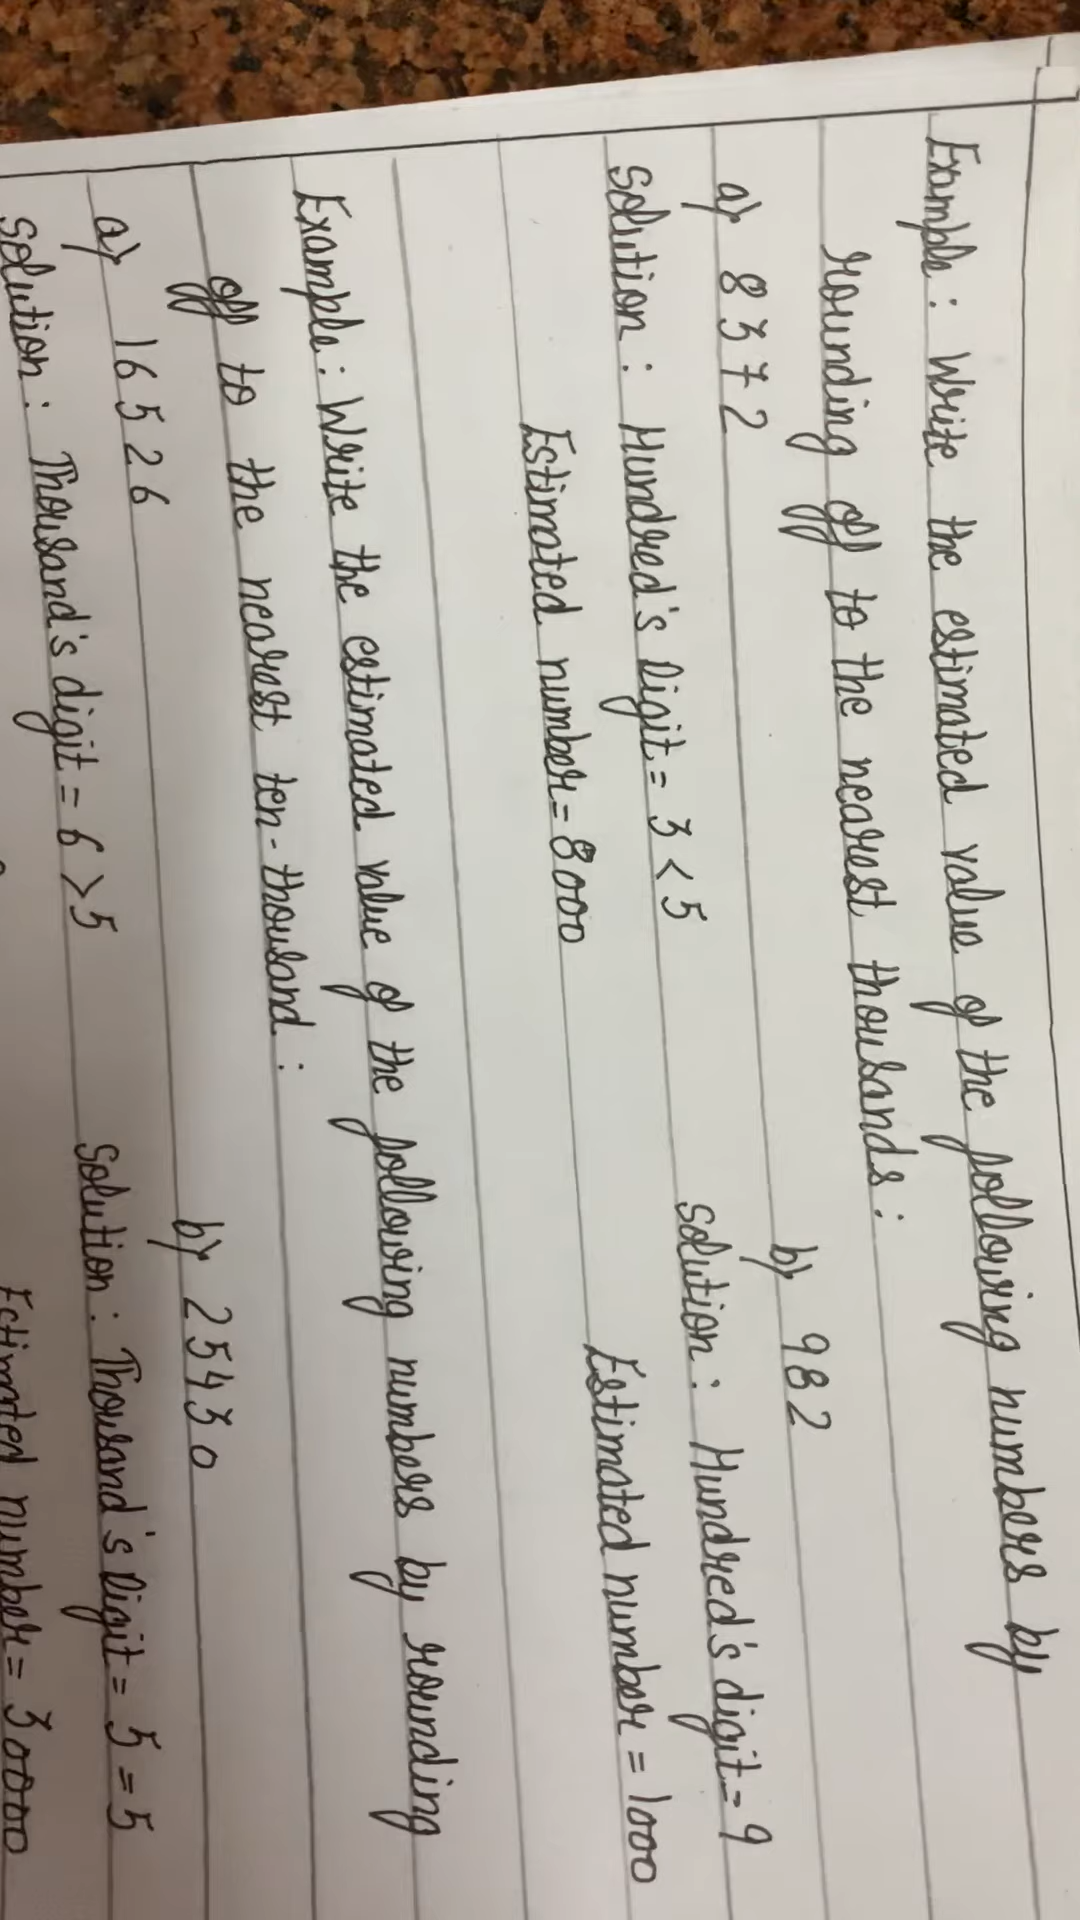 Example: Write the estimated value of the following numbers by
rounding off to the nearest thousands:
a) 8372 b) 982
Solution: Hundred's digit = 3 < 5 Solution: Hundred's digit = 9
Estimated number = 8000 Estimated number = 1000
Example: Write the estimated value of the following numbers by rounding
off to the nearest ten-thousand:
a) 16526 b) 25430
Solution: Thousand's digit = 6 > 5 Solution: Thousand's digit = 5 = 5
Estimated number = 30000